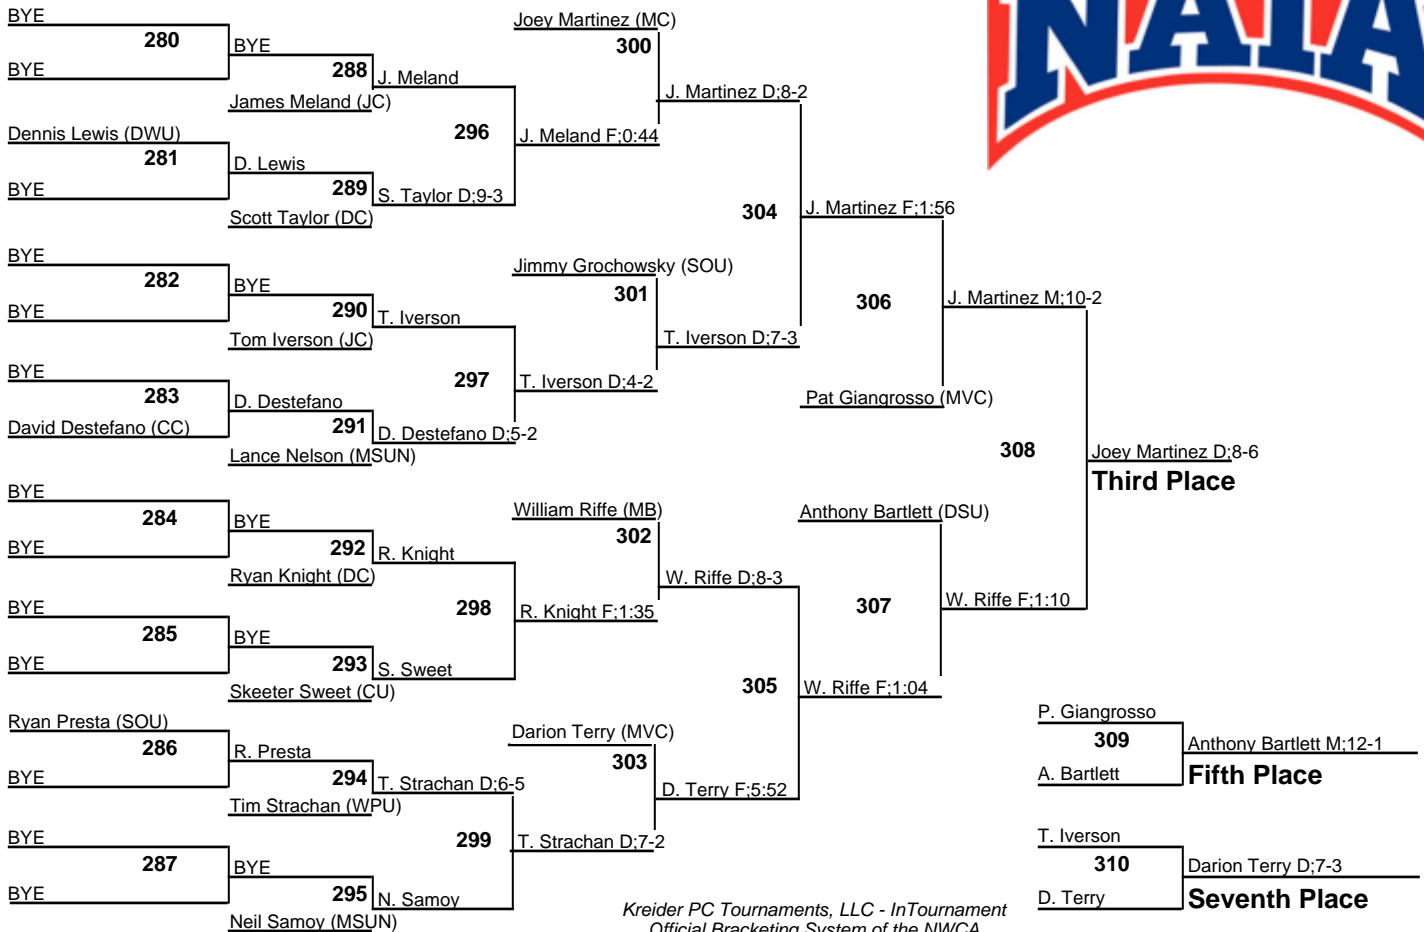 BYE
280
BYE
BYE
288
J. Meland
James Meland (JC)
Dennis Lewis (DWU)
281
BYE
D. Lewis
289
S. Taylor D;9-3
Scott Taylor (DC)
296
J. Meland F;0:44
BYE
282
BYE
BYE
290
T. Iverson
Tom Iverson (JC)
BYE
283
David Destefano (CC)
D. Destefano
291
D. Destefano D;5-2
Lance Nelson (MSUN)
297
T. Iverson D;4-2
BYE
284
BYE
BYE
292
R. Knight
Ryan Knight (DC)
BYE
285
BYE
BYE
293
S. Sweet
Skeeter Sweet (CU)
298
R. Knight F;1:35
Ryan Presta (SOU)
286
BYE
R. Presta
294
T. Strachan D;6-5
Tim Strachan (WPU)
BYE
287
BYE
BYE
295
N. Samoy
Neil Samoy (MSUN)
299
T. Strachan D;7-2
Joey Martinez (MC)
300
J. Martinez D;8-2
Jimmy Grochowsky (SOU)
301
T. Iverson D;7-3
304
J. Martinez F;1:56
306
Pat Giangrosso (MVC)
J. Martinez M;10-2
William Riffe (MB)
302
W. Riffe D;8-3
Darion Terry (MVC)
303
D. Terry F;5:52
305
W. Riffe F;1:04
Anthony Bartlett (DSU)
307
W. Riffe F;1:10
308
Joey Martinez D;8-6
Third Place
P. Giangrosso
309
A. Bartlett
Anthony Bartlett M;12-1
Fifth Place
T. Iverson
310
D. Terry
Darion Terry D;7-3
Seventh Place
NAIA
Kreider PC Tournaments, LLC - InTournament
Official Bracketing System of the NWCA